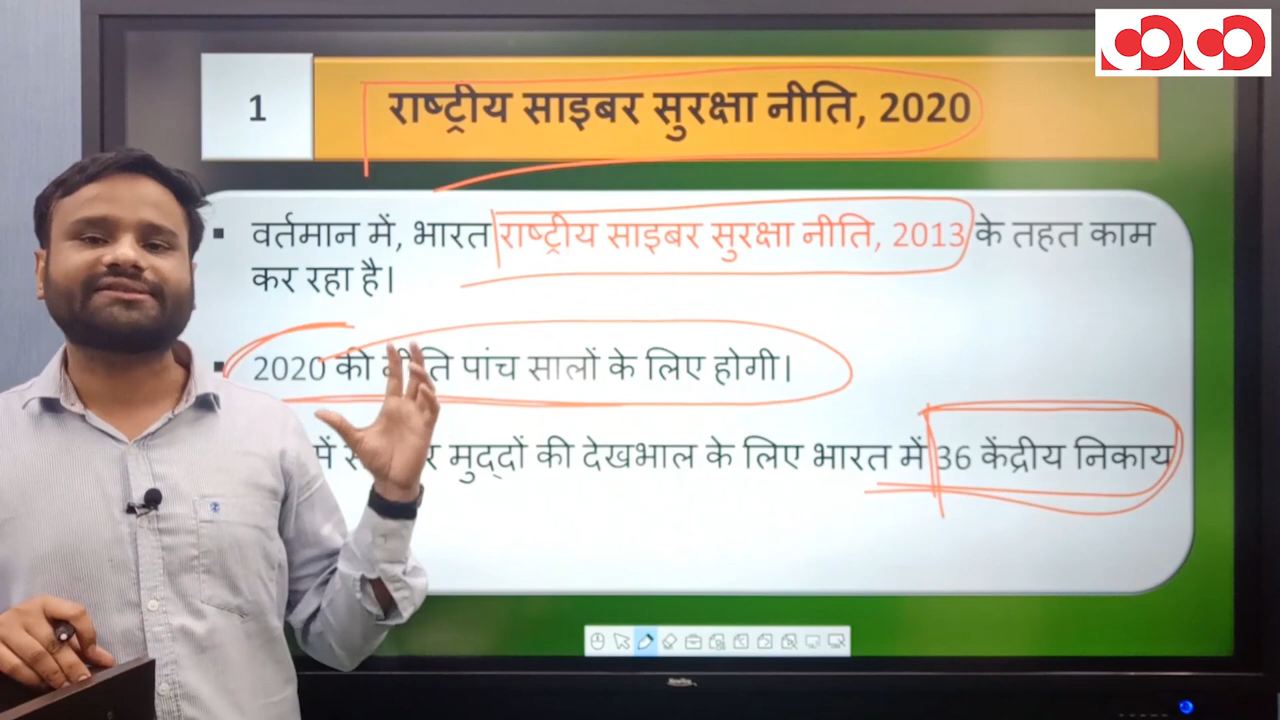 1
राष्ट्रीय साइबर सुरक्षा नीति, 2020
वर्तमान में, भारत राष्ट्रीय साइबर सुरक्षा नीति, 2013 के तहत काम
कर रहा है।
2020 की नीति पांच सालों के लिए होगी।
में मुद्दों की देखभाल के लिए भारत में 36 केंद्रीय निकाय